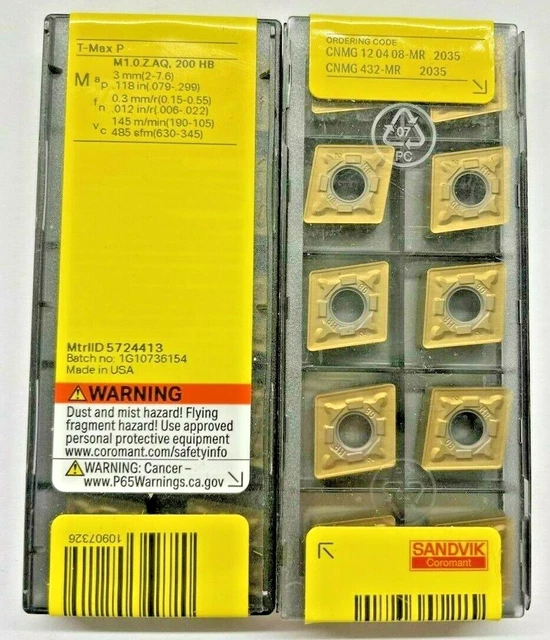 T-Max P
M1.0.Z.AQ, 200 HB
M ap 3 mm(2-7.6)
.118 in(.079-.299)
fn 0.3 mm/r(0.15-0.55)
.012 in/r(.006-.022)
vc 145 m/min(190-105)
485 sfm(630-345)
MtrlID 5724413
Batch no: 1G10736154
Made in USA
WARNING
Dust and mist hazard! Flying
fragment hazard! Use approved
personal protective equipment
www.coromant.com/safetyinfo
WARNING: Cancer –
www.P65Warnings.ca.gov
10907326
ORDERING CODE
CNMG 12 04 08-MR 2035
CNMG 432-MR 2035
07
PC
SANDVIK
Coromant